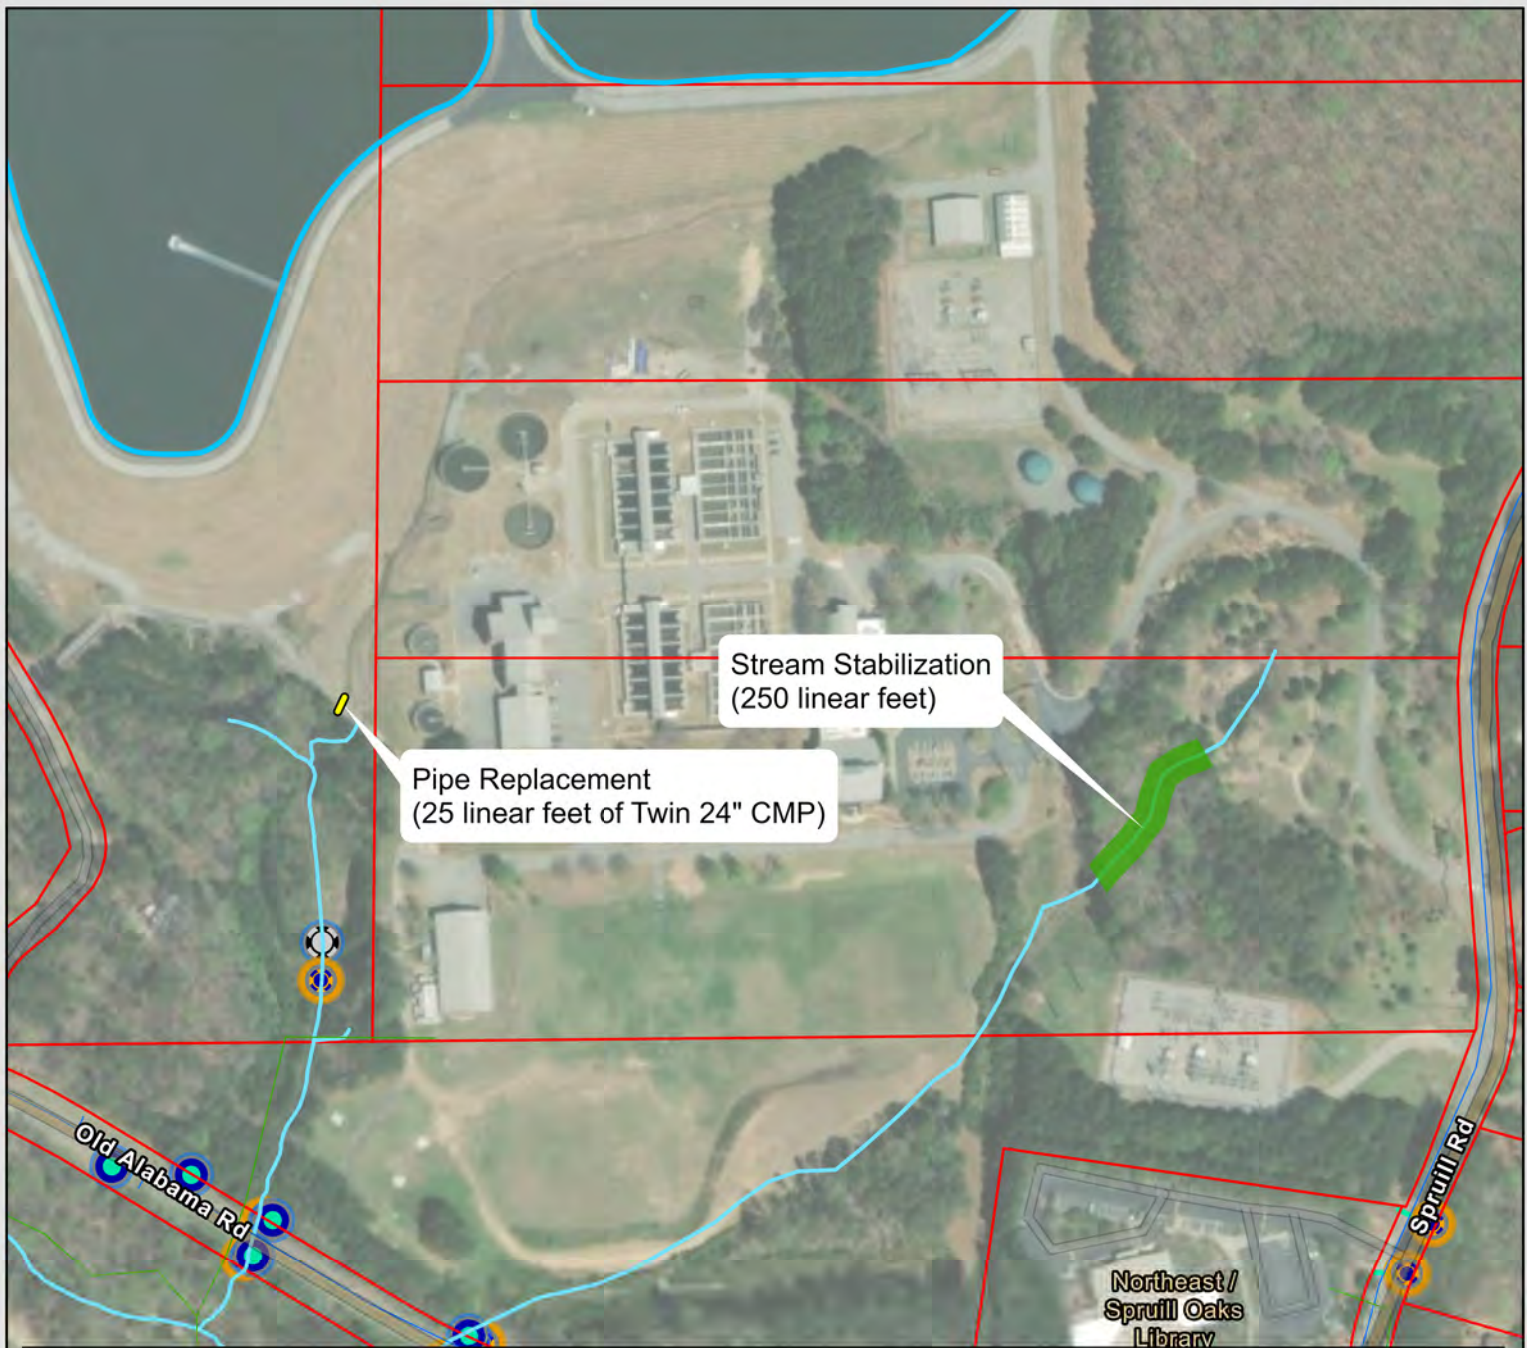 Stream Stabilization
(250 linear feet)
Pipe Replacement
(25 linear feet of Twin 24" CMP)
Old Alabama Rd
Spruill Rd
Northeast /
Spruill Oaks
Library